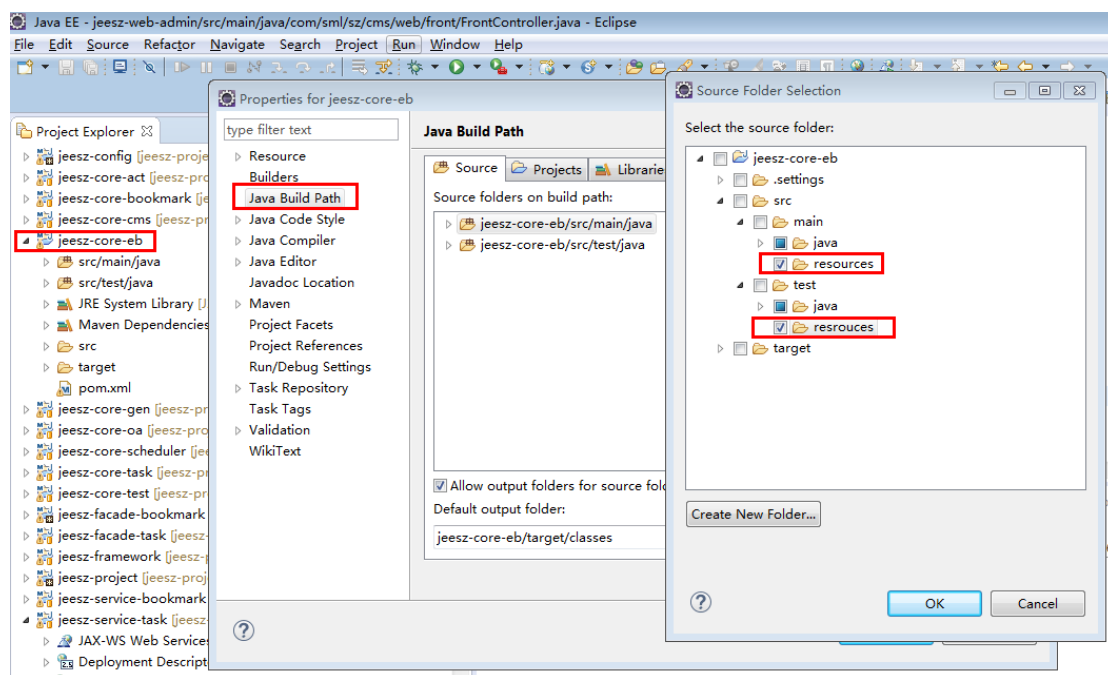 Java EE - jeesz-web-admin/src/main/java/com/sml/sz/cms/web/front/FrontController.java - Eclipse
File Edit Source Refactor Navigate Search Project Run Window Help
Project Explorer
jeesz-config [jeesz-proje
jeesz-core-act [jeesz-pro
jeesz-core-bookmark [je
jeesz-core-cms [jeesz-pr
jeesz-core-eb
src/main/java
src/test/java
JRE System Library [J
Maven Dependencies
src
target
pom.xml
jeesz-core-gen [jeesz-pr
jeesz-core-oa [jeesz-pro
jeesz-core-scheduler [jee
jeesz-core-task [jeesz-pr
jeesz-core-test [jeesz-pr
jeesz-facade-bookmark
jeesz-facade-task [jeesz-
jeesz-framework [jeesz-p
jeesz-project [jeesz-proj
jeesz-service-bookmark
jeesz-service-task [jeesz-
JAX-WS Web Services
Deployment Descript
Properties for jeesz-core-eb
type filter text
Resource
Builders
Java Build Path
Java Code Style
Java Compiler
Java Editor
Javadoc Location
Maven
Project Facets
Project References
Run/Debug Settings
Task Repository
Task Tags
Validation
WikiText
Java Build Path
Source Projects Librarie
Source folders on build path:
jeesz-core-eb/src/main/java
jeesz-core-eb/src/test/java
Allow output folders for source fold
Default output folder:
jeesz-core-eb/target/classes
Source Folder Selection
Select the source folder:
jeesz-core-eb
.settings
src
main
java
resources
test
java
resrouces
target
Create New Folder...
OK Cancel